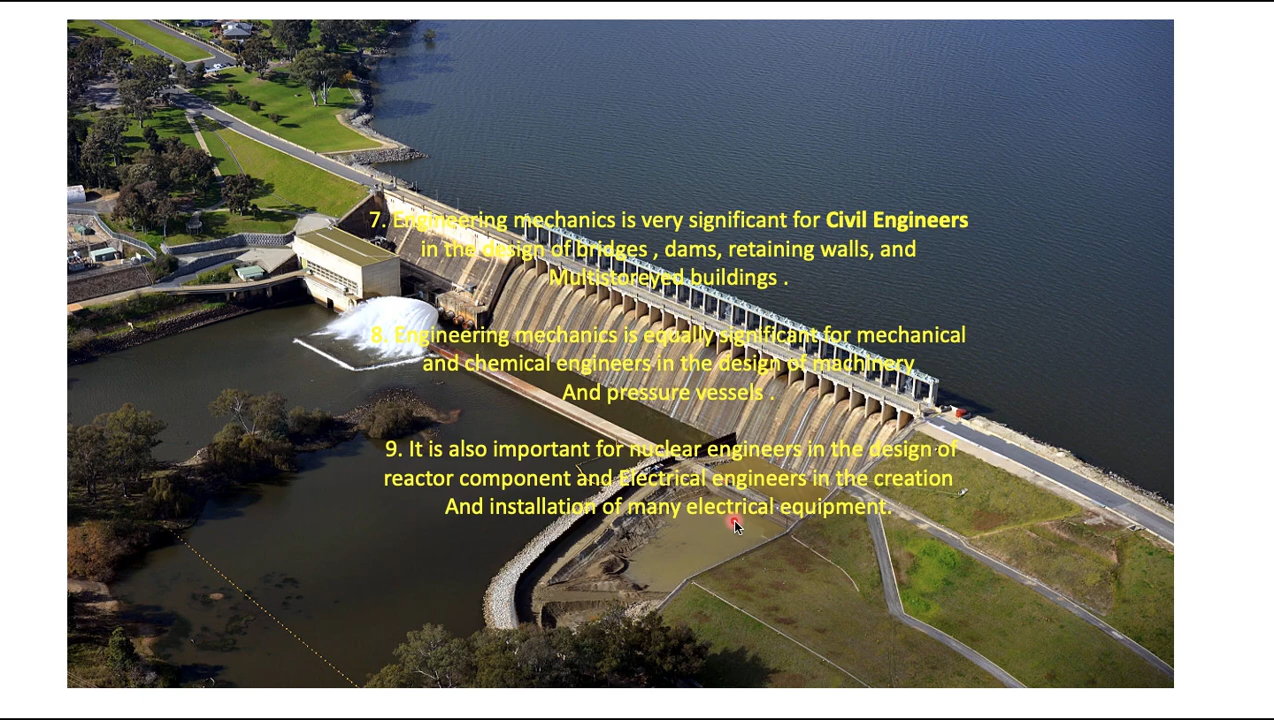 7. Engineering mechanics is very significant for Civil Engineers
in the design of bridges , dams, retaining walls, and
Multistoreyed buildings .
8. Engineering mechanics is equally significant for mechanical
and chemical engineers in the design of machinery
And pressure vessels .
9. It is also important for nuclear engineers in the design of
reactor component and Electrical engineers in the creation
And installation of many electrical equipment.